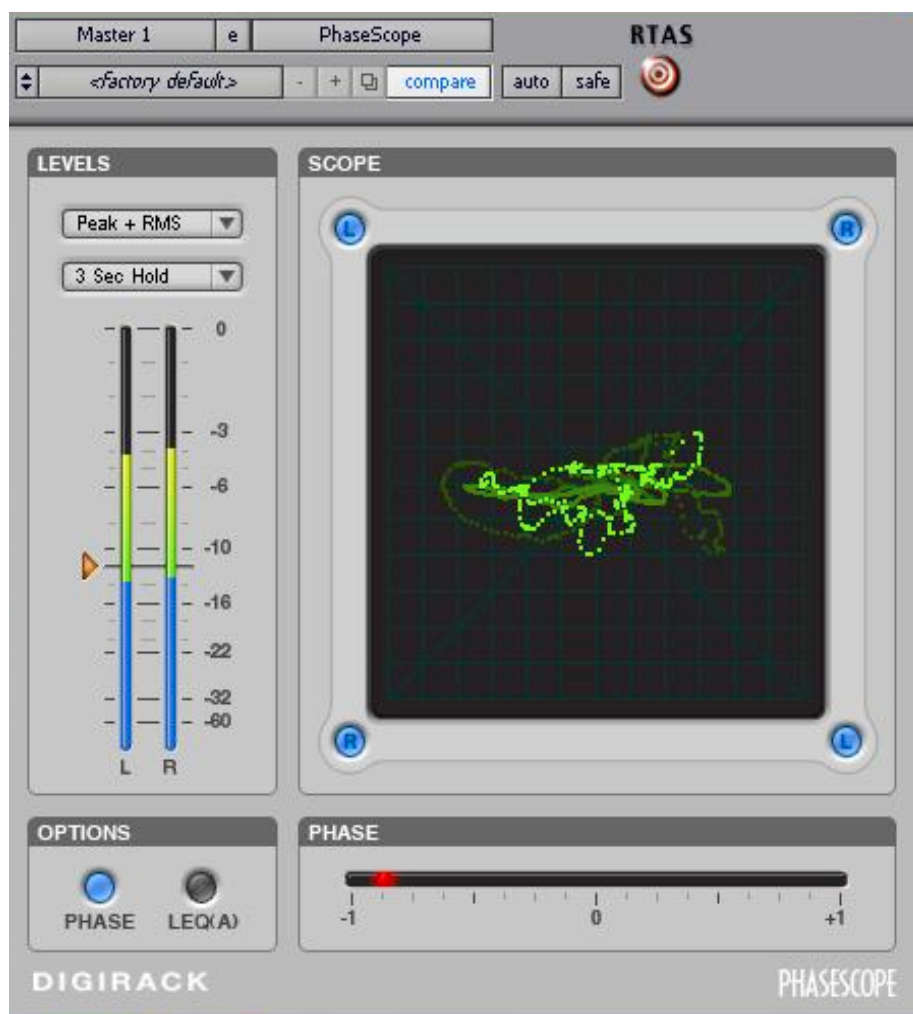 Master 1 e PhaseScope RTAS
<factory default> - + compare auto safe
LEVELS
Peak + RMS
3 Sec Hold
0
-3
-6
-10
-16
-22
-32
-60
L R
SCOPE
L R
R L
OPTIONS
PHASE LEQ(A)
PHASE
-1 0 +1
DIGIRACK PHASESCOPE